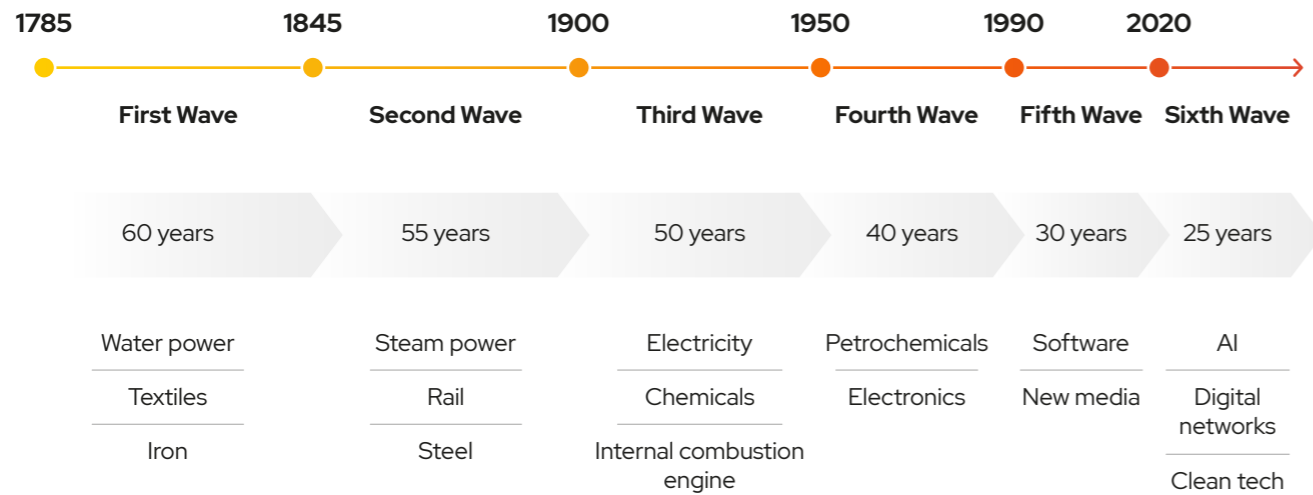 1785 1845 1900 1950 1990 2020
First Wave Second Wave Third Wave Fourth Wave Fifth Wave Sixth Wave
60 years 55 years 50 years 40 years 30 years 25 years
Water power Steam power Electricity Petrochemicals Software AI
Textiles Rail Chemicals Electronics New media Digital
networks
Iron Steel Internal combustion
engine
Clean tech